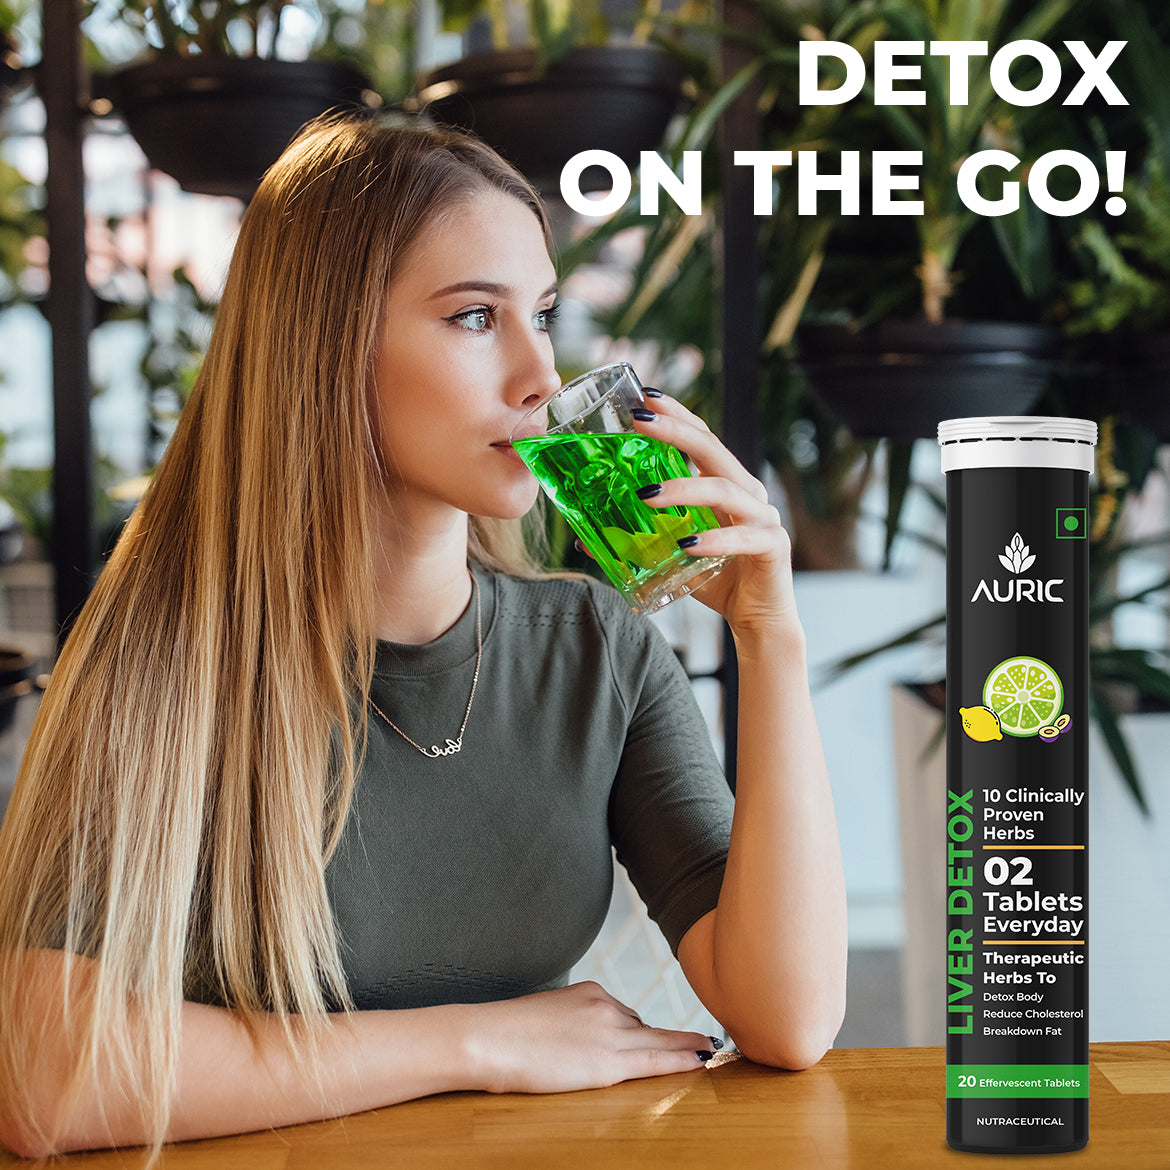 DETOX
ON THE GO!
AURIC
LIVER DETOX
10 Clinically
Proven
Herbs
02
Tablets
Everyday
Therapeutic
Herbs To
Detox Body
Reduce Cholesterol
Breakdown Fat
20 Effervescent Tablets
NUTRACEUTICAL